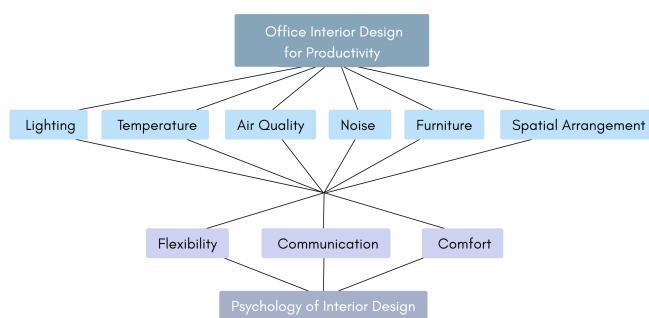 Office Interior Design
for Productivity
Lighting
Temperature
Air Quality
Noise
Furniture
Spatial Arrangement
Flexibility
Communication
Comfort
Psychology of Interior Design